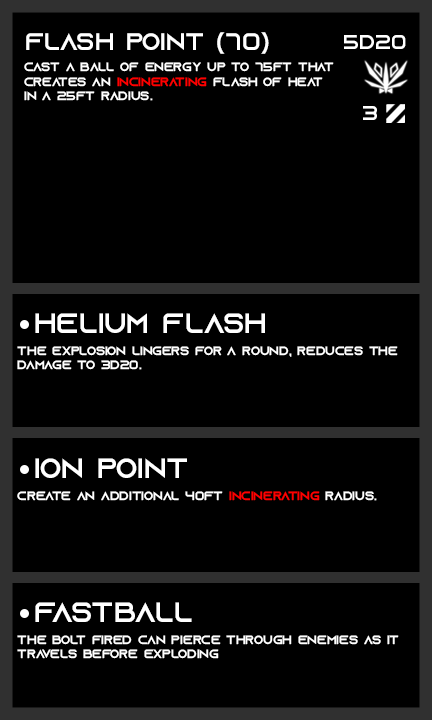 FLASH POINT (70) 5D20
CAST A BALL OF ENERGY UP TO 75FT THAT
CREATES AN INCINERATING FLASH OF HEAT
IN A 25FT RADIUS.
3
•HELIUM FLASH
THE EXPLOSION LINGERS FOR A ROUND, REDUCES THE
DAMAGE TO 3D20.
•ION POINT
CREATE AN ADDITIONAL 40FT INCINERATING RADIUS.
•FASTBALL
THE BOLT FIRED CAN PIERCE THROUGH ENEMIES AS IT
TRAVELS BEFORE EXPLODING